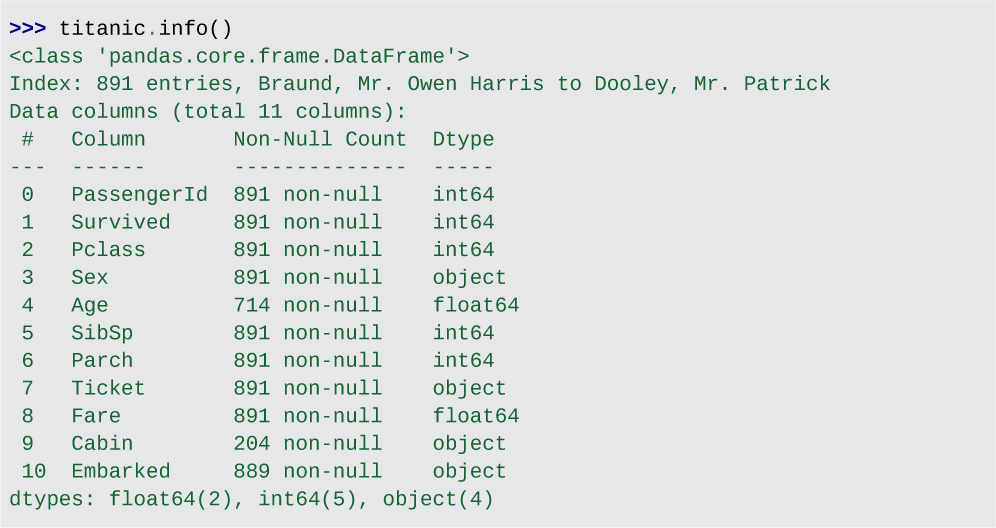 >>> titanic.info()
<class 'pandas.core.frame.DataFrame'>
Index: 891 entries, Braund, Mr. Owen Harris to Dooley, Mr. Patrick
Data columns (total 11 columns):
 #   Column       Non-Null Count  Dtype
---  ------       --------------  -----
 0   PassengerId  891 non-null    int64
 1   Survived     891 non-null    int64
 2   Pclass       891 non-null    int64
 3   Sex          891 non-null    object
 4   Age          714 non-null    float64
 5   SibSp        891 non-null    int64
 6   Parch        891 non-null    int64
 7   Ticket       891 non-null    object
 8   Fare         891 non-null    float64
 9   Cabin        204 non-null    object
 10  Embarked     889 non-null    object
dtypes: float64(2), int64(5), object(4)